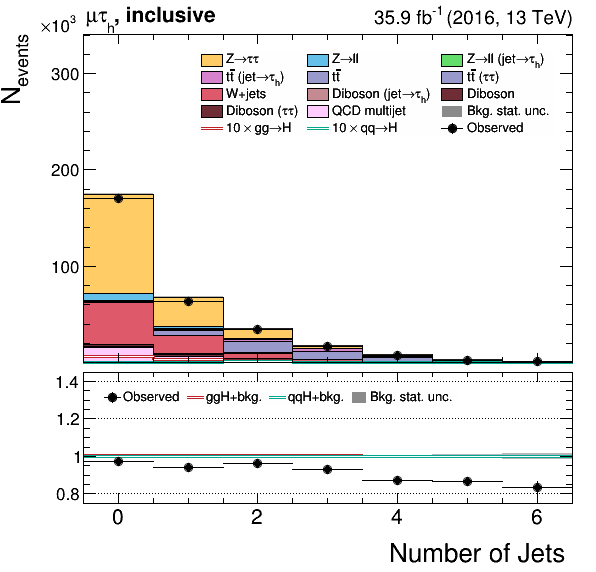 ×10³ μτₕ, inclusive 35.9 fb⁻¹ (2016, 13 TeV)
N_events
300
200
100
Z→ττ Z→ll Z→ll (jet→τₕ)
tt̄ (jet→τₕ) tt̄ tt̄ (ττ)
W+jets Diboson (jet→τₕ) Diboson
Diboson (ττ) QCD multijet Bkg. stat. unc.
10 × gg→H 10 × qq→H Observed
1.4
1.2
1
0.8
Observed ggH+bkg. qqH+bkg. Bkg. stat. unc.
0 2 4 6
Number of Jets